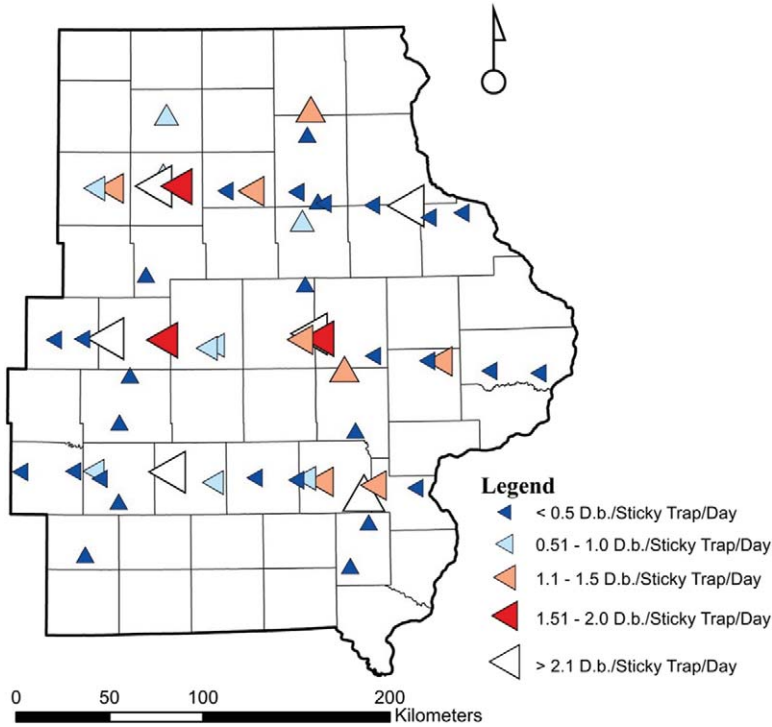 Legend
< 0.5 D.b./Sticky Trap/Day
0.51 - 1.0 D.b./Sticky Trap/Day
1.1 - 1.5 D.b./Sticky Trap/Day
1.51 - 2.0 D.b./Sticky Trap/Day
> 2.1 D.b./Sticky Trap/Day
0 50 100 200
Kilometers